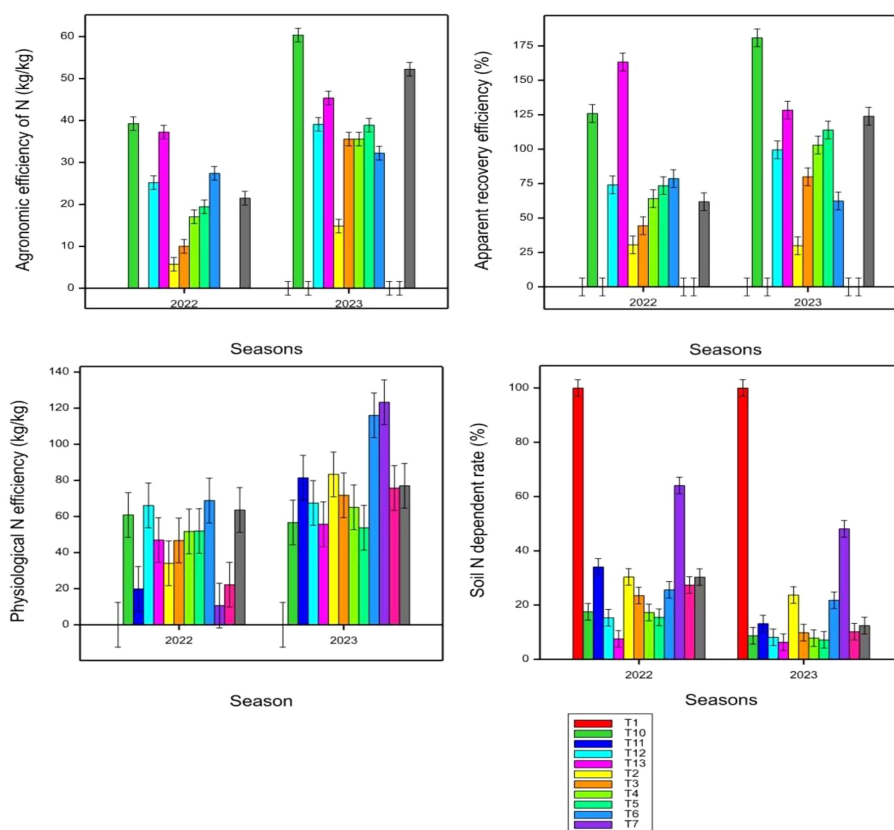 Agronomic efficiency of N (kg/kg)
60
50
40
30
20
10
0
2022
2023
Seasons
Apparent recovery efficiency (%)
175
150
125
100
75
50
25
0
2022
2023
Seasons
Physiological N efficiency (kg/kg)
140
120
100
80
60
40
20
0
2022
2023
Season
Soil N dependent rate (%)
100
80
60
40
20
0
2022
2023
Seasons
T1
T10
T11
T12
T13
T2
T3
T4
T5
T6
T7